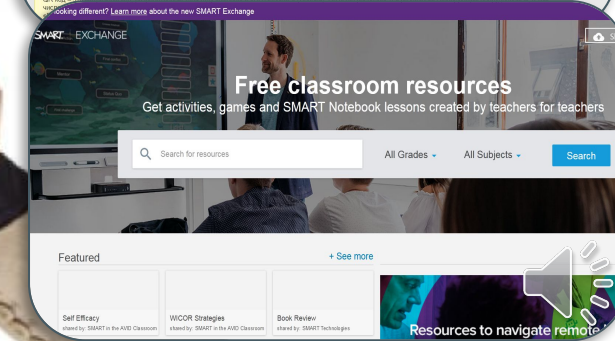 ooking different? Learn more about the new SMART Exchange
SMART EXCHANGE
Free classroom resources
Get activities, games and SMART Notebook lessons created by teachers for teachers
Search for resources
All Grades
All Subjects
Search
Featured
+ See more
Self Efficacy
shared by: SMART in the AVID Classroom
WICOR Strategies
shared by: SMART in the AVID Classroom
Book Review
shared by: SMART Technologies
Resources to navigate remote